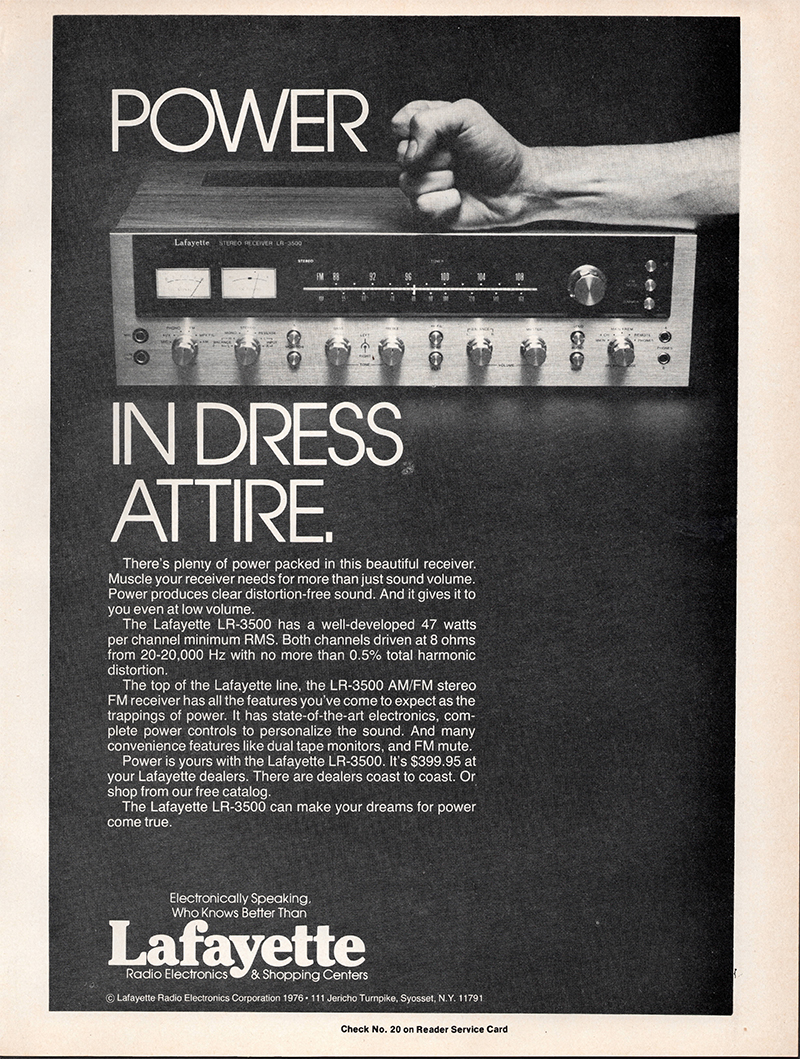 POWER
Lafayette STEREO RECEIVER LR-3500
STEREO
TUNER
FM 88 92 96 100 104 108
IN DRESS
ATTIRE.
There's plenty of power packed in this beautiful receiver.
Muscle your receiver needs for more than just sound volume.
Power produces clear distortion-free sound. And it gives it to
you even at low volume.
The Lafayette LR-3500 has a well-developed 47 watts
per channel minimum RMS. Both channels driven at 8 ohms
from 20-20,000 Hz with no more than 0.5% total harmonic
distortion.
The top of the Lafayette line, the LR-3500 AM/FM stereo
FM receiver has all the features you've come to expect as the
trappings of power. It has state-of-the-art electronics, com-
plete power controls to personalize the sound. And many
convenience features like dual tape monitors, and FM mute.
Power is yours with the Lafayette LR-3500. It's $399.95 at
your Lafayette dealers. There are dealers coast to coast. Or
shop from our free catalog.
The Lafayette LR-3500 can make your dreams for power
come true.
Electronically Speaking,
Who Knows Better Than
Lafayette
Radio Electronics & Shopping Centers
© Lafayette Radio Electronics Corporation 1976 • 111 Jericho Turnpike, Syosset, N.Y. 11791
Check No. 20 on Reader Service Card